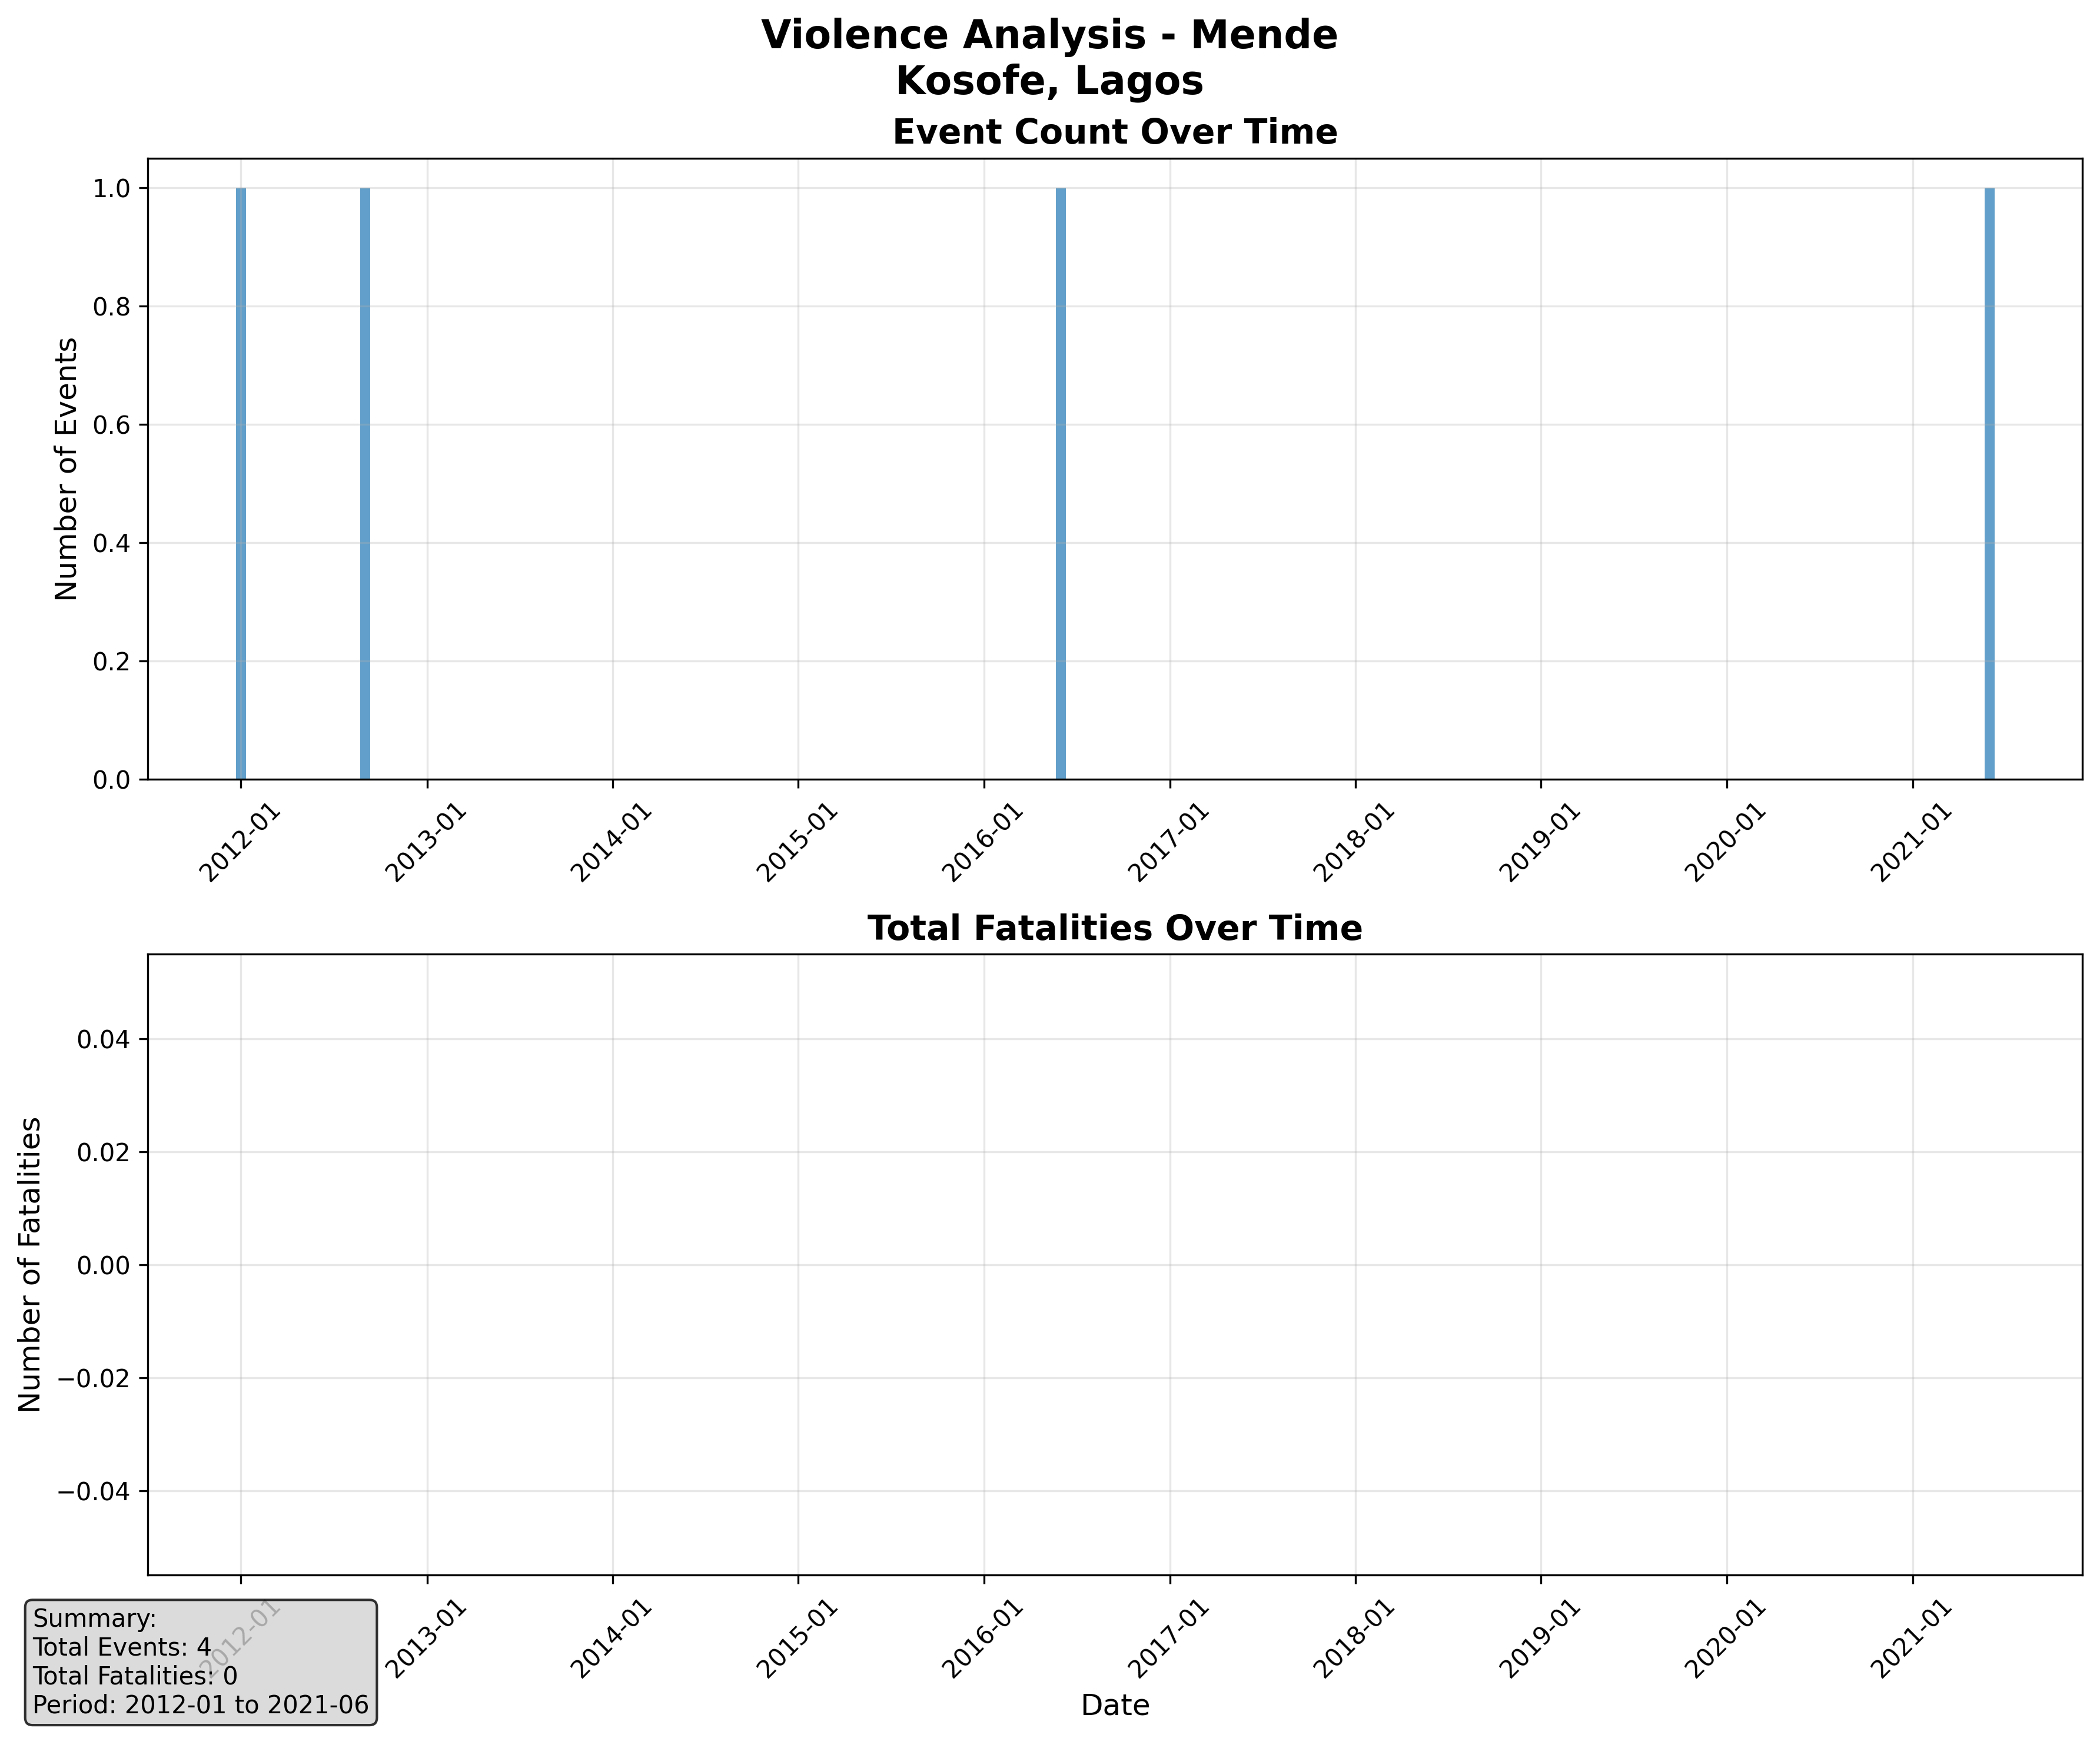 Violence Analysis - Mende
Kosofe, Lagos
Event Count Over Time
Number of Events
1.0
0.8
0.6
0.4
0.2
0.0
2012-01
2013-01
2014-01
2015-01
2016-01
2017-01
2018-01
2019-01
2020-01
2021-01
Total Fatalities Over Time
Number of Fatalities
0.04
0.02
0.00
−0.02
−0.04
2012-01
2013-01
2014-01
2015-01
2016-01
2017-01
2018-01
2019-01
2020-01
2021-01
Date
Summary:
Total Events: 4
Total Fatalities: 0
Period: 2012-01 to 2021-06